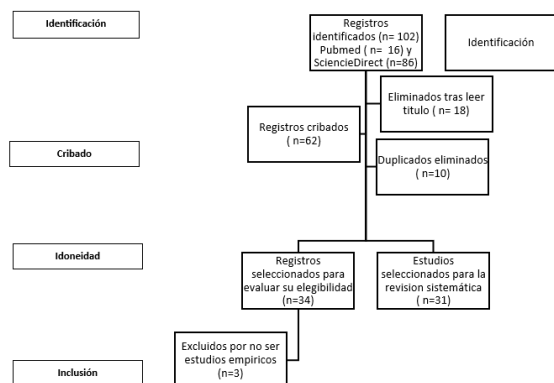 Identificación
Registros
identificados (n= 102)
Pubmed ( n= 16) y
SciencieDirect (n=86)
Identificación
Eliminados tras leer
titulo ( n= 18)
Registros cribados
( n=62)
Cribado
Duplicados eliminados
( n=10)
Idoneidad
Registros
seleccionados para
evaluar su elegibilidad
(n=34)
Estudios
seleccionados para la
revision sistemática
( n=31)
Excluidos por no ser
estudios empiricos
(n=3)
Inclusión